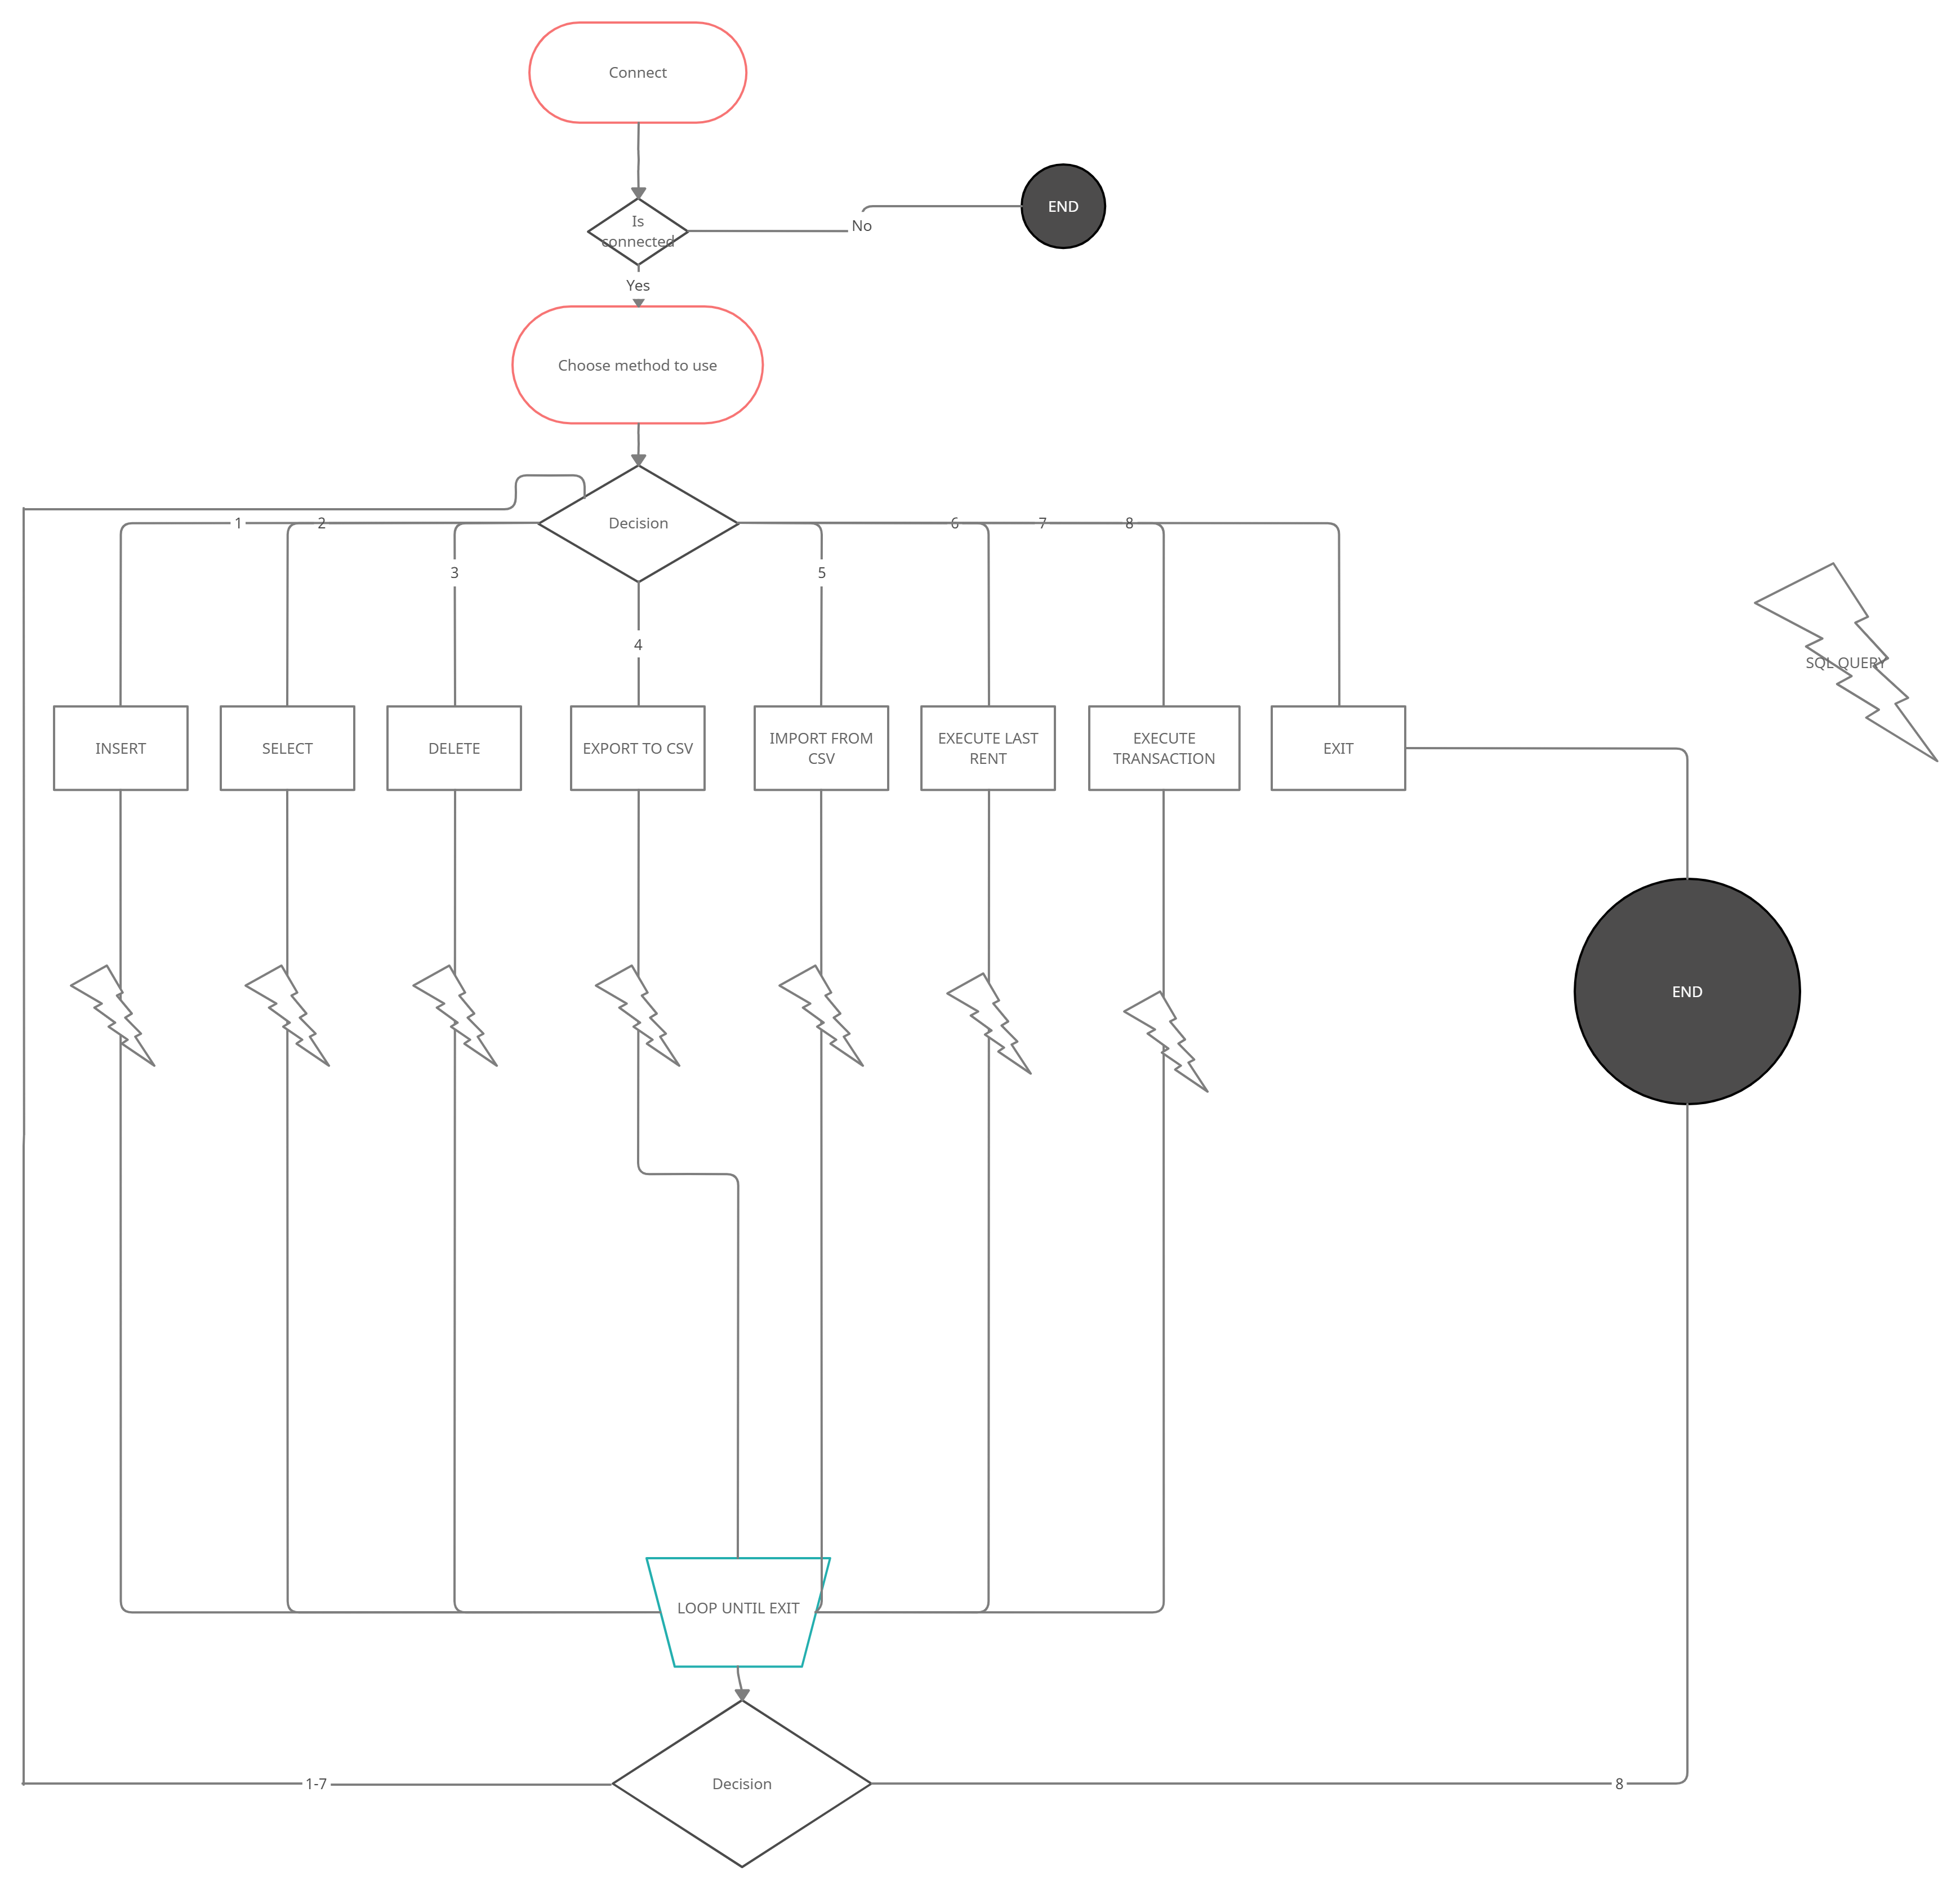 Connect
END
Is
connected
No
Yes
Choose method to use
Decision
1
2
6
7
8
3
5
4
SQL QUERY
INSERT
SELECT
DELETE
EXPORT TO CSV
IMPORT FROM
CSV
EXECUTE LAST
RENT
EXECUTE
TRANSACTION
EXIT
END
LOOP UNTIL EXIT
1-7
Decision
8